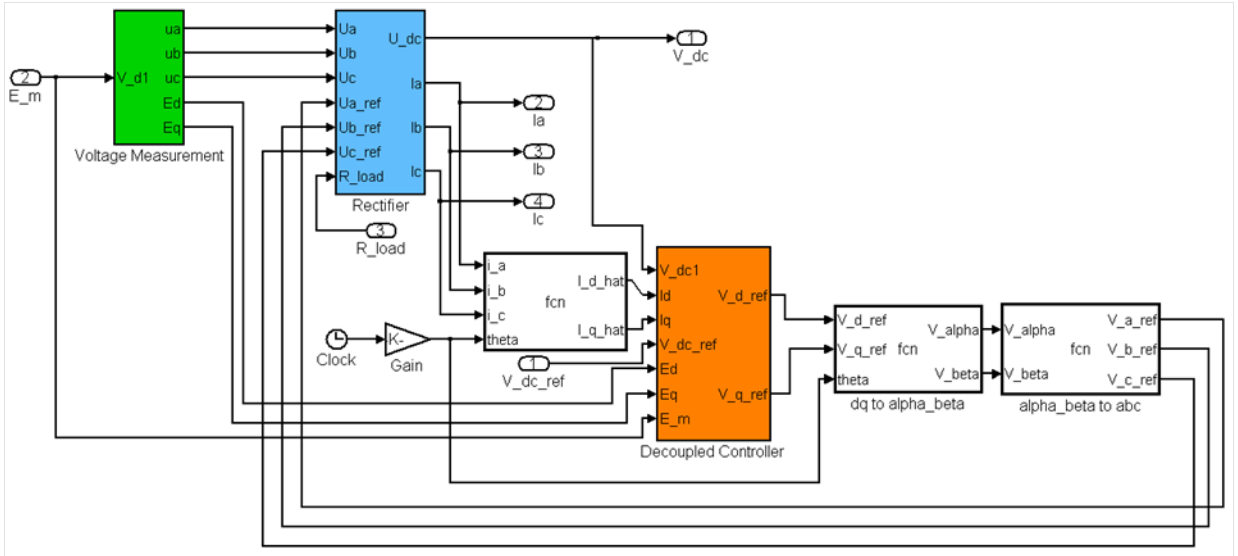 2
E_m
V_d1
ua
ub
uc
Ed
Eq
Voltage Measurement
Ua
Ub
Uc
Ua_ref
Ub_ref
Uc_ref
R_load
U_dc
Ia
Ib
Ic
Rectifier
3
R_load
1
V_dc
2
Ia
3
Ib
4
Ic
Clock
K-
Gain
i_a
i_b
i_c
theta
fcn
I_d_hat
I_q_hat
1
V_dc_ref
V_dc1
Id
Iq
V_dc_ref
Ed
Eq
E_m
V_d_ref
V_q_ref
Decoupled Controller
V_d_ref
V_q_ref
theta
fcn
V_alpha
V_beta
dq to alpha_beta
V_alpha
V_beta
fcn
V_a_ref
V_b_ref
V_c_ref
alpha_beta to abc